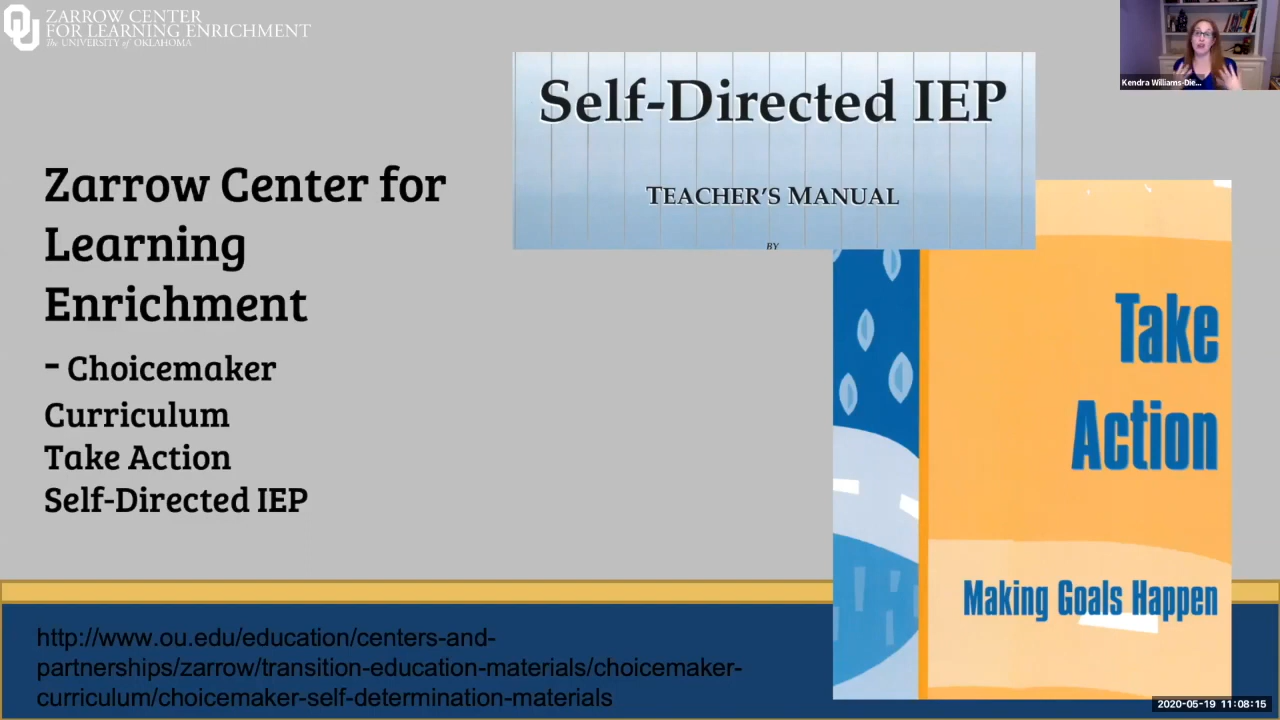 ZARROW CENTER
FOR LEARNING ENRICHMENT
The UNIVERSITY of OKLAHOMA
Kendra Williams-Die...
Self-Directed IEP
TEACHER'S MANUAL
BY
Zarrow Center for
Learning
Enrichment
- Choicemaker
Curriculum
Take Action
Self-Directed IEP
Take
Action
Making Goals Happen
http://www.ou.edu/education/centers-and-
partnerships/zarrow/transition-education-materials/choicemaker-
curriculum/choicemaker-self-determination-materials
2020-05-19 11:08:15